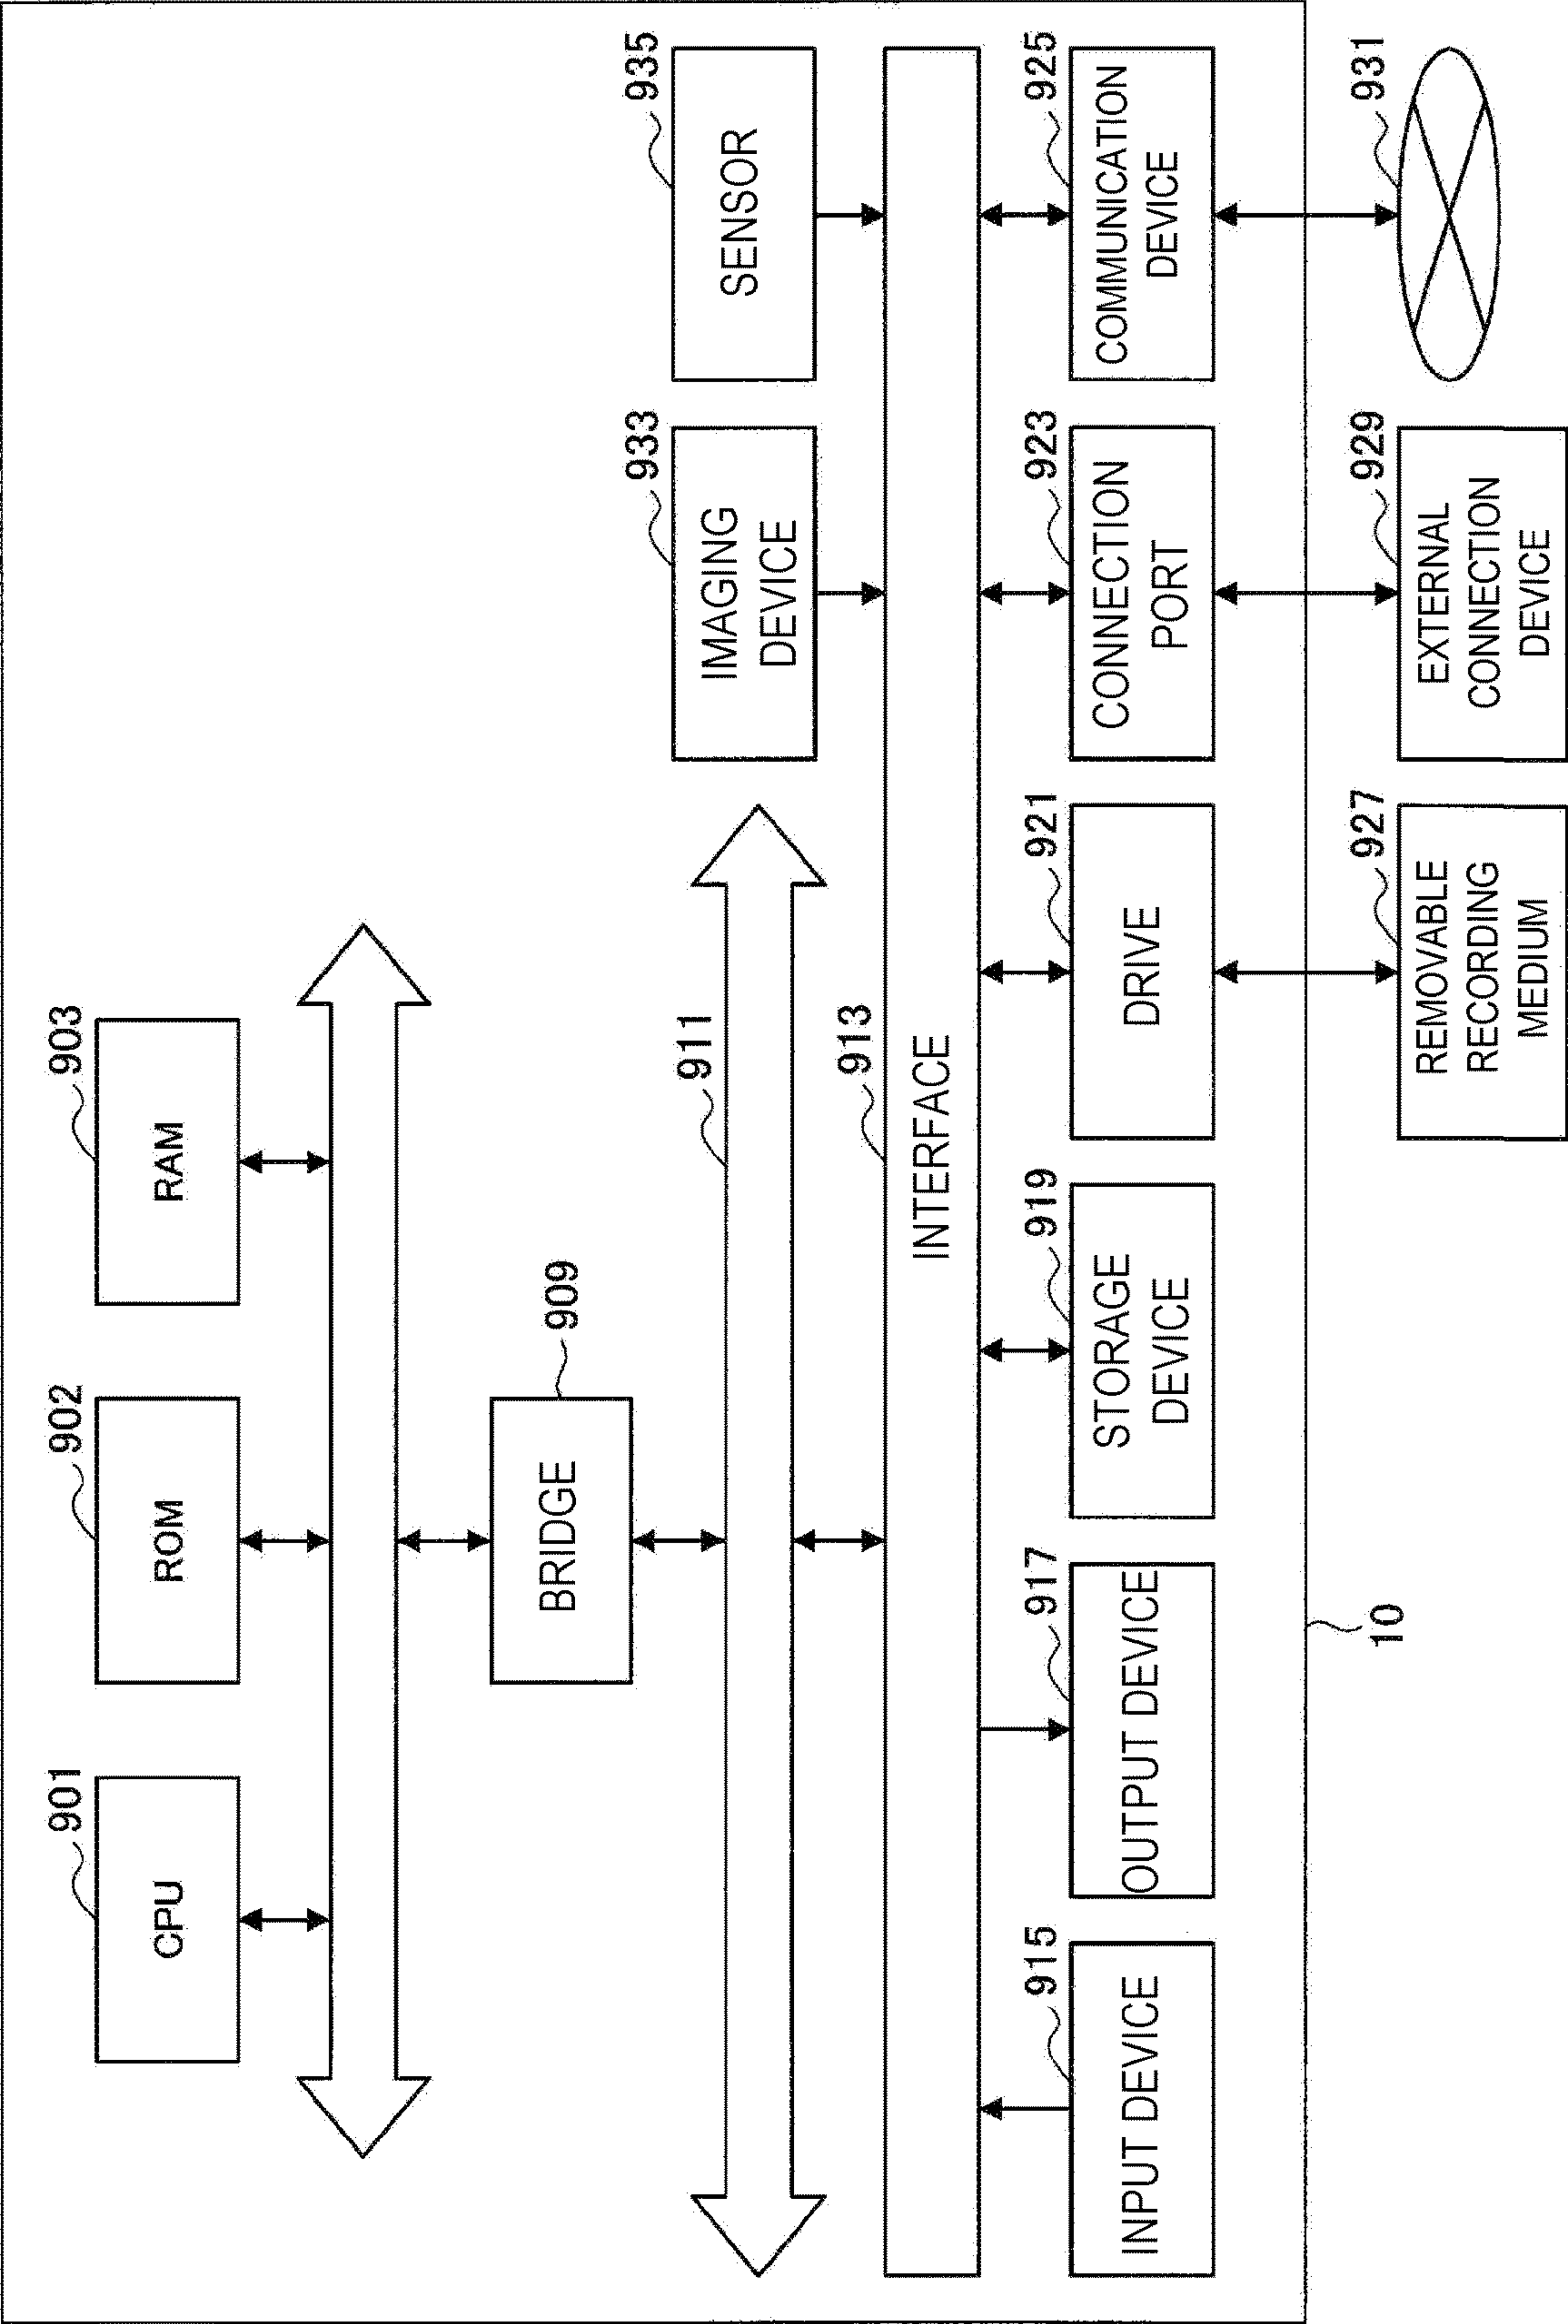 901
902
903
CPU
ROM
RAM
909
BRIDGE
911
933
935
IMAGING
DEVICE
SENSOR
913
INTERFACE
915
917
919
921
923
925
INPUT DEVICE
OUTPUT DEVICE
STORAGE
DEVICE
DRIVE
CONNECTION
PORT
COMMUNICATION
DEVICE
10
927
929
931
REMOVABLE
RECORDING
MEDIUM
EXTERNAL
CONNECTION
DEVICE